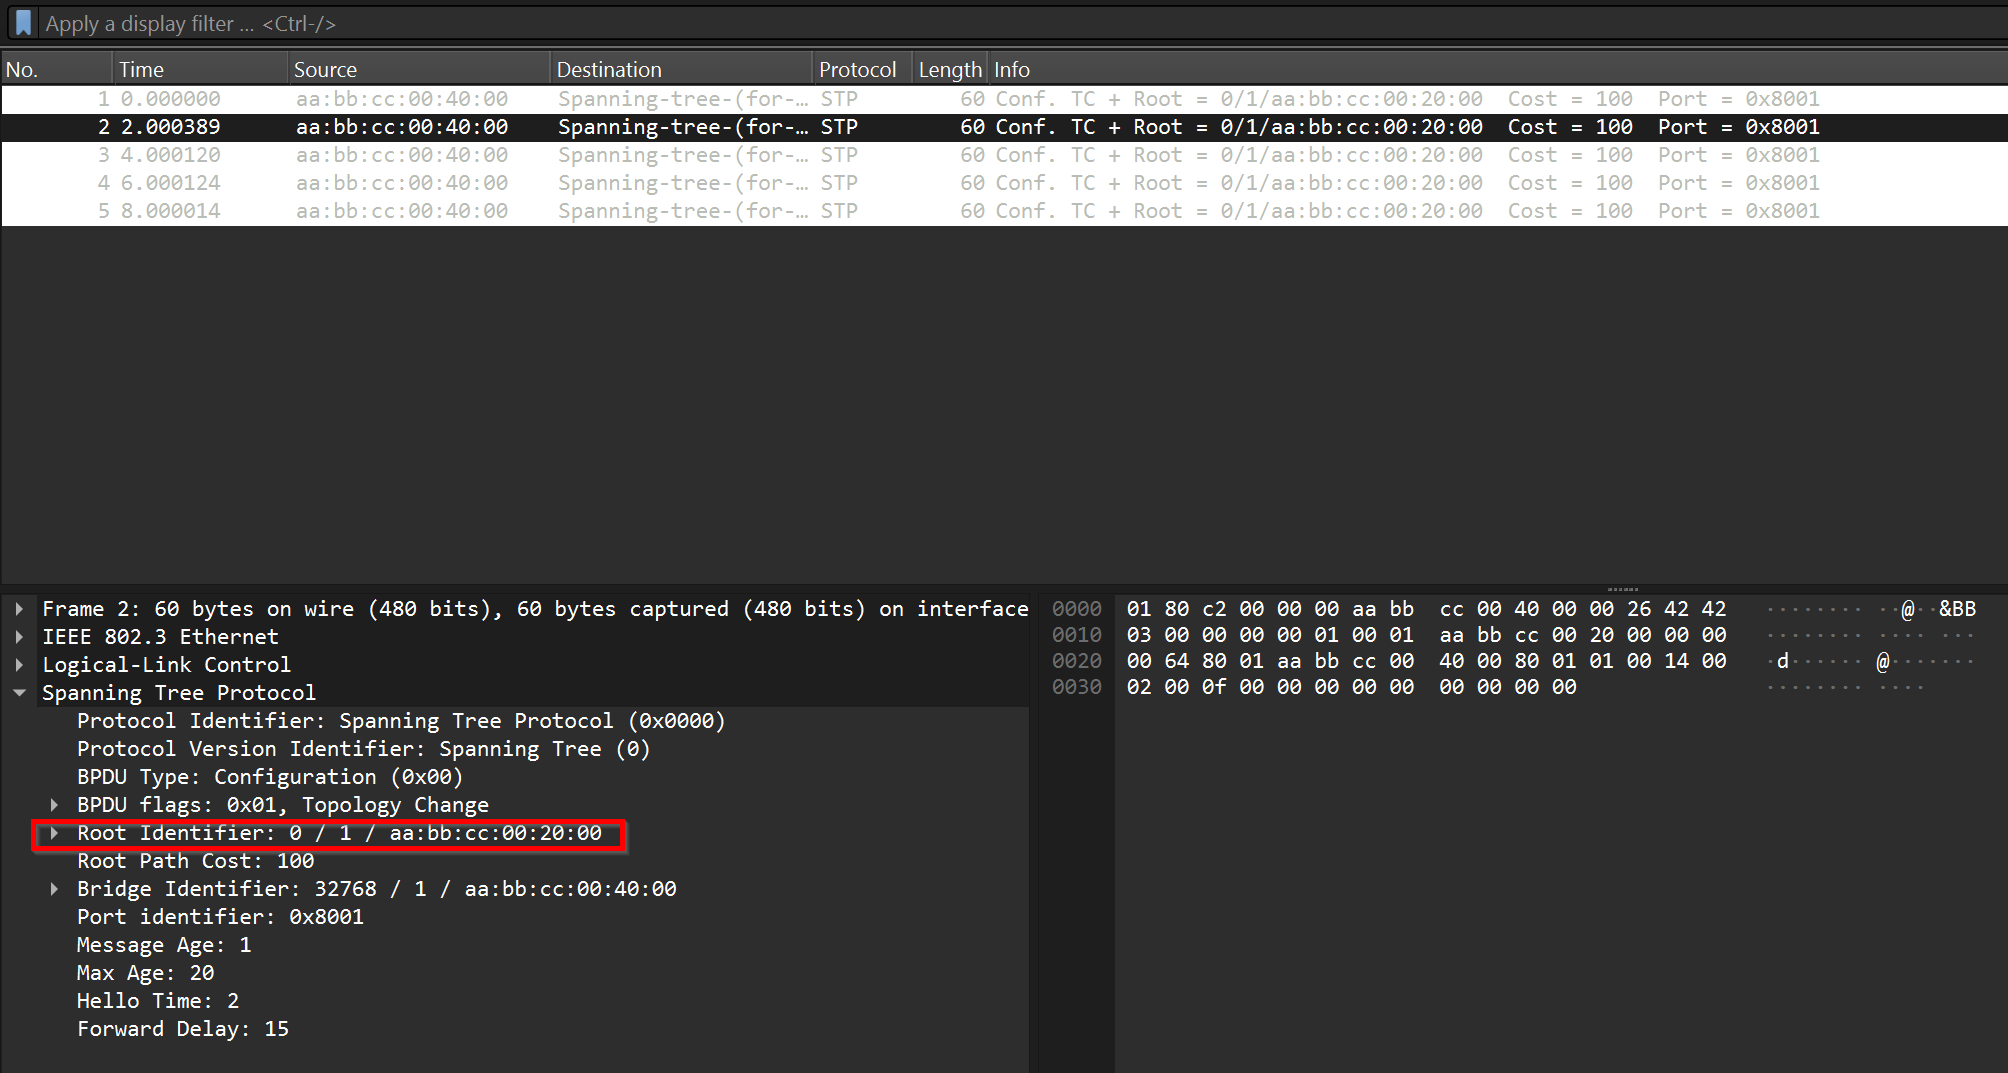 Apply a display filter ... <Ctrl-/>
No. Time Source Destination Protocol Length Info
1 0.000000 aa:bb:cc:00:40:00 Spanning-tree-(for-… STP 60 Conf. TC + Root = 0/1/aa:bb:cc:00:20:00 Cost = 100 Port = 0x8001
2 2.000389 aa:bb:cc:00:40:00 Spanning-tree-(for-… STP 60 Conf. TC + Root = 0/1/aa:bb:cc:00:20:00 Cost = 100 Port = 0x8001
3 4.000120 aa:bb:cc:00:40:00 Spanning-tree-(for-… STP 60 Conf. TC + Root = 0/1/aa:bb:cc:00:20:00 Cost = 100 Port = 0x8001
4 6.000124 aa:bb:cc:00:40:00 Spanning-tree-(for-… STP 60 Conf. TC + Root = 0/1/aa:bb:cc:00:20:00 Cost = 100 Port = 0x8001
5 8.000014 aa:bb:cc:00:40:00 Spanning-tree-(for-… STP 60 Conf. TC + Root = 0/1/aa:bb:cc:00:20:00 Cost = 100 Port = 0x8001
Frame 2: 60 bytes on wire (480 bits), 60 bytes captured (480 bits) on interface
IEEE 802.3 Ethernet
Logical-Link Control
Spanning Tree Protocol
Protocol Identifier: Spanning Tree Protocol (0x0000)
Protocol Version Identifier: Spanning Tree (0)
BPDU Type: Configuration (0x00)
BPDU flags: 0x01, Topology Change
Root Identifier: 0 / 1 / aa:bb:cc:00:20:00
Root Path Cost: 100
Bridge Identifier: 32768 / 1 / aa:bb:cc:00:40:00
Port identifier: 0x8001
Message Age: 1
Max Age: 20
Hello Time: 2
Forward Delay: 15
0000 01 80 c2 00 00 00 aa bb cc 00 40 00 00 26 42 42 ········ ··@··&BB
0010 03 00 00 00 00 01 00 01 aa bb cc 00 20 00 00 00 ········ ···· ···
0020 00 64 80 01 aa bb cc 00 40 00 80 01 01 00 14 00 ·d······ @·······
0030 02 00 0f 00 00 00 00 00 00 00 00 00 ········ ····